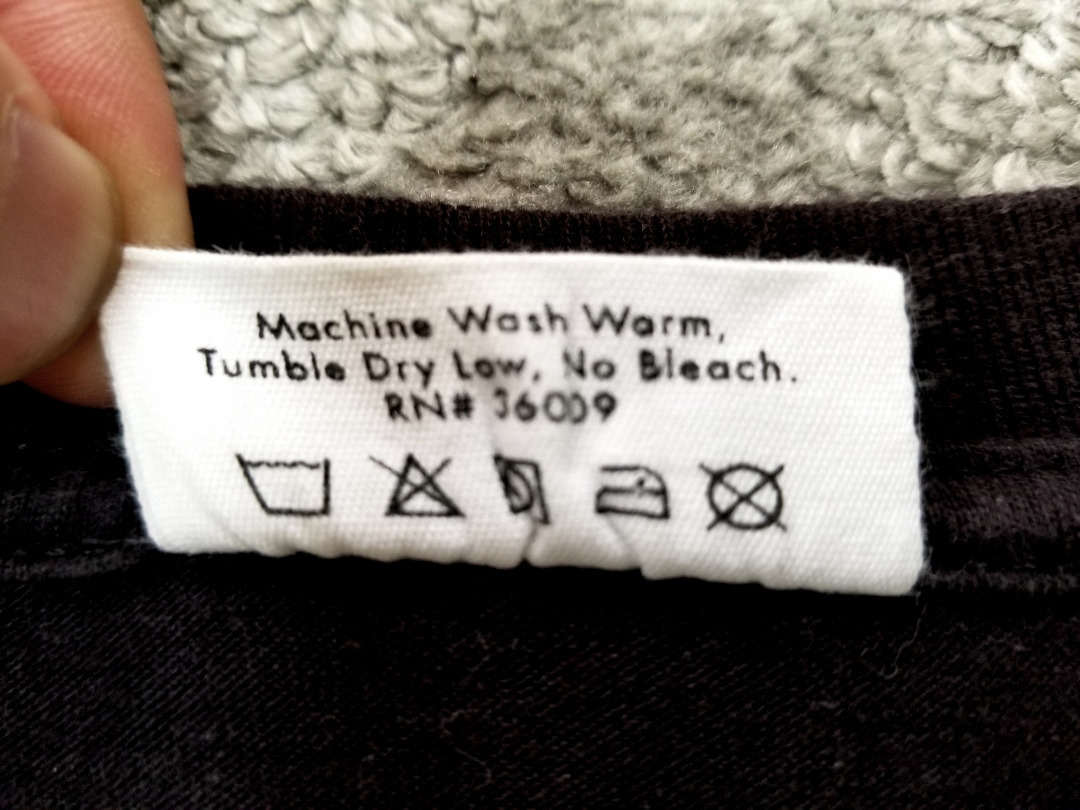 Machine Wash Warm,
Tumble Dry Low, No Bleach.
RN# 36009